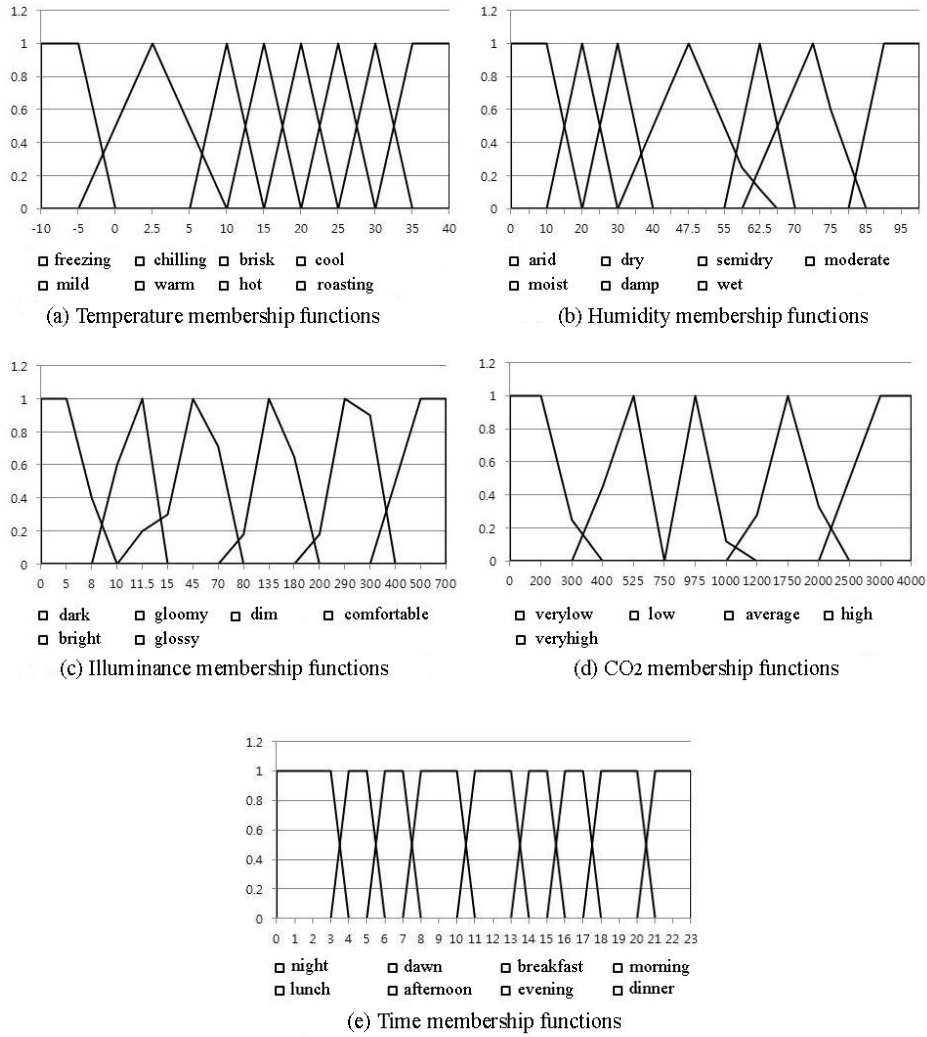 1.2
1
0.8
0.6
0.4
0.2
0
-10 -5 0 2.5 5 10 15 20 25 30 35 40
freezing chilling brisk cool
mild warm hot roasting
(a) Temperature membership functions
1.2
1
0.8
0.6
0.4
0.2
0
0 10 20 30 40 47.5 55 62.5 70 75 85 95
arid dry semidry moderate
moist damp wet
(b) Humidity membership functions
1.2
1
0.8
0.6
0.4
0.2
0
0 5 8 10 11.5 15 45 70 80 135 180 200 290 300 400 500 700
dark gloomy dim comfortable
bright glossy
(c) Illuminance membership functions
1.2
1
0.8
0.6
0.4
0.2
0
0 200 300 400 525 750 975 1000 1200 1750 2000 2500 3000 4000
verylow low average high
veryhigh
(d) CO2 membership functions
1.2
1
0.8
0.6
0.4
0.2
0
0 1 2 3 4 5 6 7 8 9 10 11 12 13 14 15 16 17 18 19 20 21 22 23
night dawn breakfast morning
lunch afternoon evening dinner
(e) Time membership functions